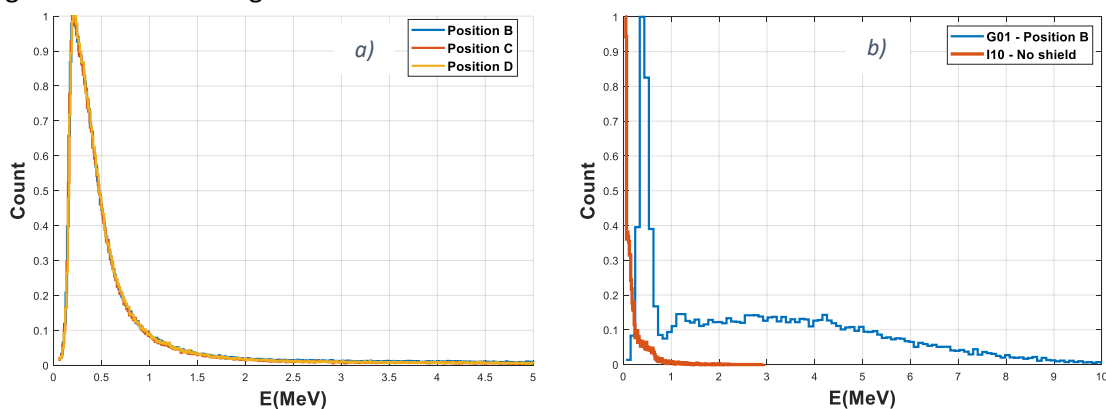 a)
Position B
Position C
Position D
Count
1
0.9
0.8
0.7
0.6
0.5
0.4
0.3
0.2
0.1
0
0 0.5 1 1.5 2 2.5 3 3.5 4 4.5 5
E(MeV)
b)
G01 - Position B
I10 - No shield
Count
1
0.9
0.8
0.7
0.6
0.5
0.4
0.3
0.2
0.1
0
0 1 2 3 4 5 6 7 8 9 10
E(MeV)